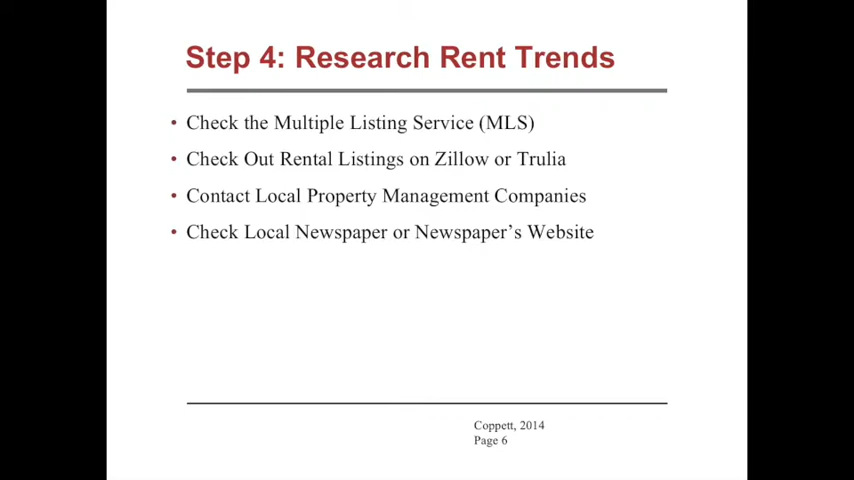 Step 4: Research Rent Trends
• Check the Multiple Listing Service (MLS)
• Check Out Rental Listings on Zillow or Trulia
• Contact Local Property Management Companies
• Check Local Newspaper or Newspaper’s Website
Coppett, 2014
Page 6